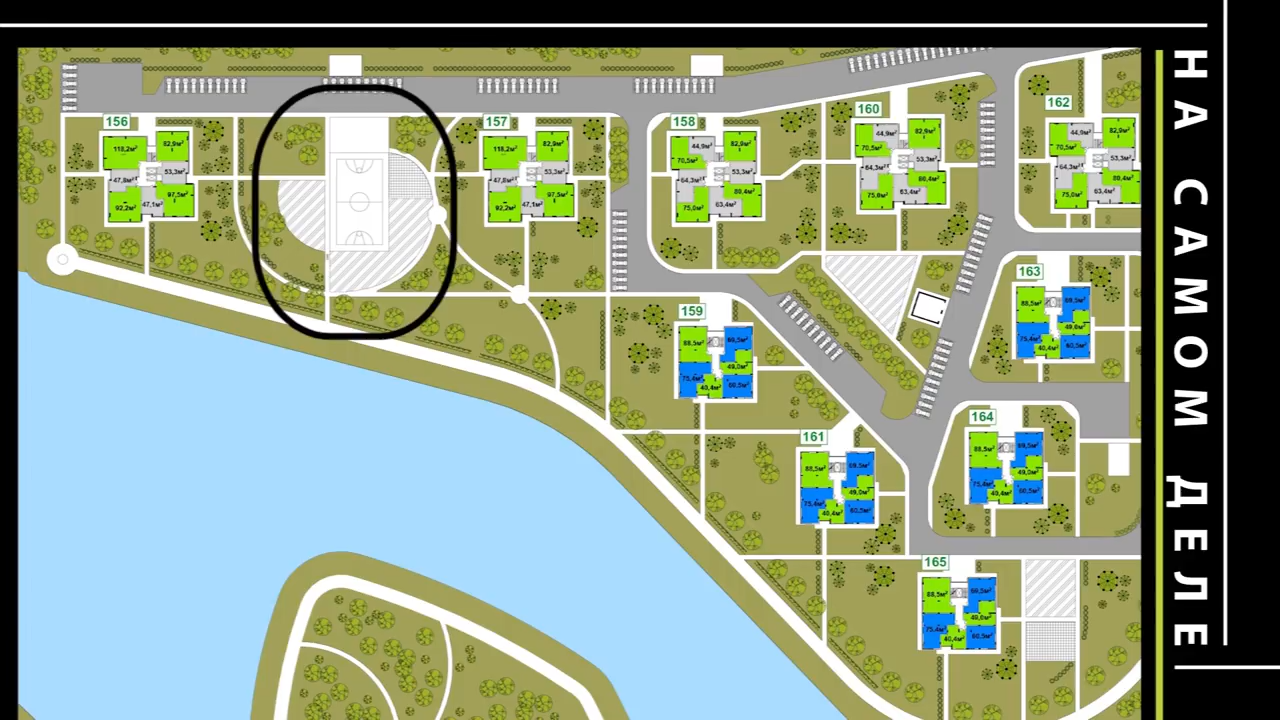 156
118,2м²
82,9м²
47,8м²
53,3м²
92,2м²
47,1м²
97,5м²
157
118,2м²
82,9м²
47,8м²
53,3м²
92,2м²
47,1м²
97,5м²
158
44,9м²
82,9м²
70,5м²
64,3м²
53,3м²
75,0м²
63,4м²
80,4м²
160
44,9м²
82,9м²
70,5м²
64,3м²
53,3м²
75,0м²
63,4м²
80,4м²
162
44,9м²
82,9м²
70,5м²
64,3м²
53,3м²
75,0м²
63,4м²
80,4м²
159
88,5м²
69,5м²
49,0м²
75,4м²
40,4м²
60,5м²
163
88,5м²
69,5м²
49,0м²
75,4м²
40,4м²
60,5м²
161
88,5м²
69,5м²
49,0м²
75,4м²
40,4м²
60,5м²
164
88,5м²
69,5м²
49,0м²
75,4м²
40,4м²
60,5м²
165
88,5м²
69,5м²
49,0м²
75,4м²
40,4м²
60,5м²
НА САМОМ ДЕЛЕ